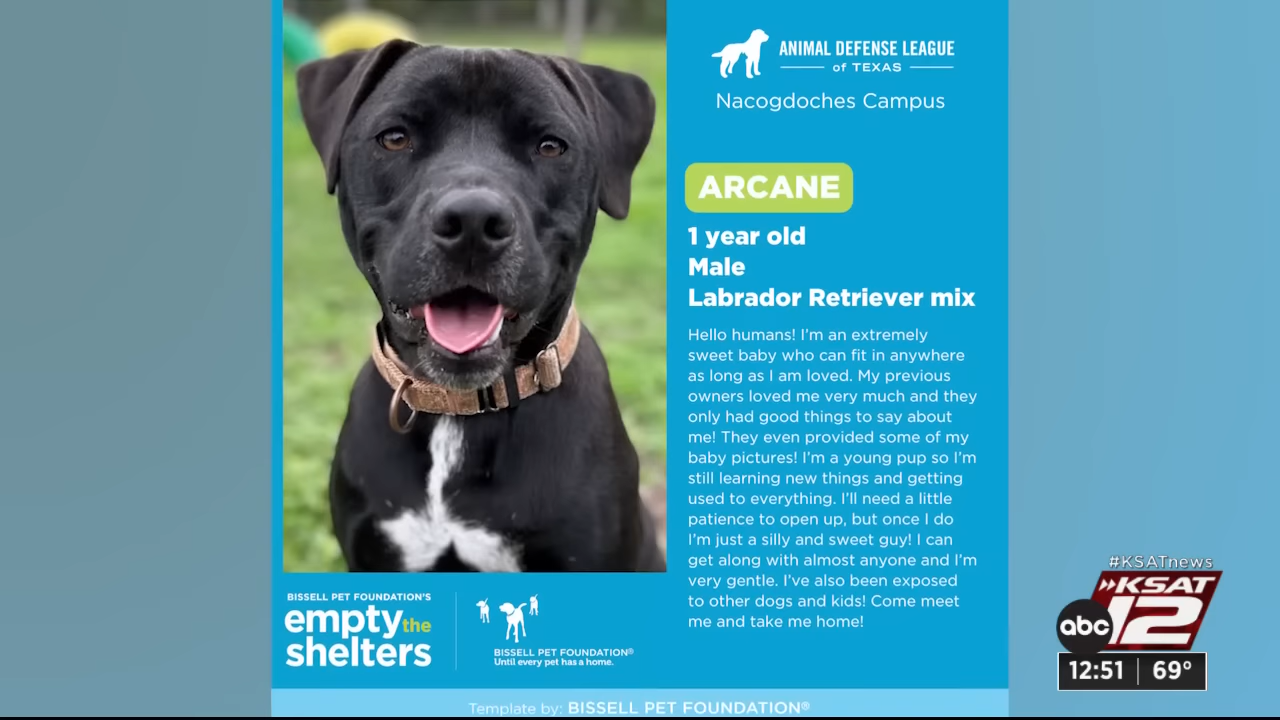 ANIMAL DEFENSE LEAGUE
of TEXAS
Nacogdoches Campus
ARCANE
1 year old
Male
Labrador Retriever mix
Hello humans! I'm an extremely
sweet baby who can fit in anywhere
as long as I am loved. My previous
owners loved me very much and they
only had good things to say about
me! They even provided some of my
baby pictures! I'm a young pup so I'm
still learning new things and getting
used to everything. I'll need a little
patience to open up, but once I do
I'm just a silly and sweet guy! I can
get along with almost anyone and I'm
very gentle. I've also been exposed
to other dogs and kids! Come meet
me and take me home!
BISSELL PET FOUNDATION'S
empty the
shelters
BISSELL PET FOUNDATION®
Until every pet has a home.
Template by: BISSELL PET FOUNDATION®
#KSATnews
KSAT
abc 12
12:51 69°